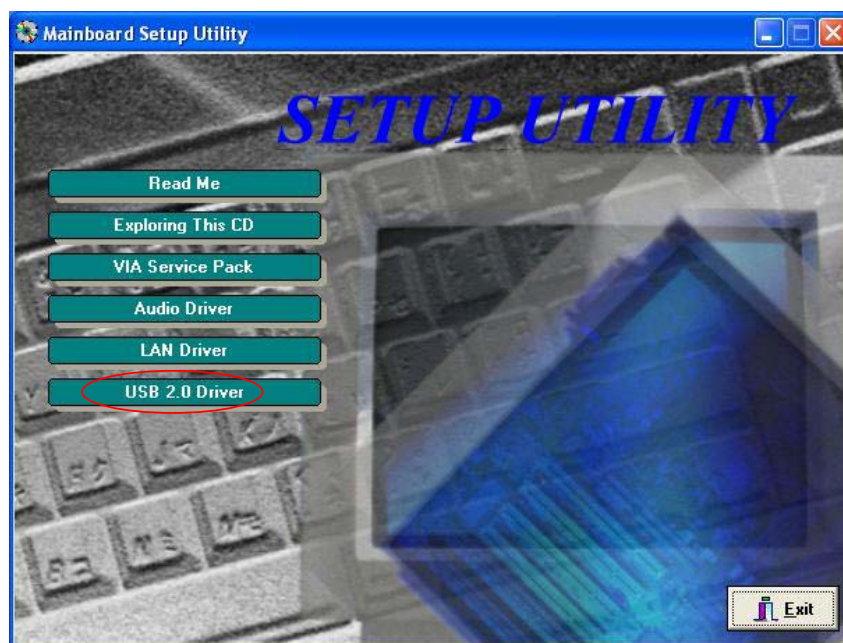 Mainboard Setup Utility
SETUP UTILITY
Read Me
Exploring This CD
VIA Service Pack
Audio Driver
LAN Driver
USB 2.0 Driver
Exit